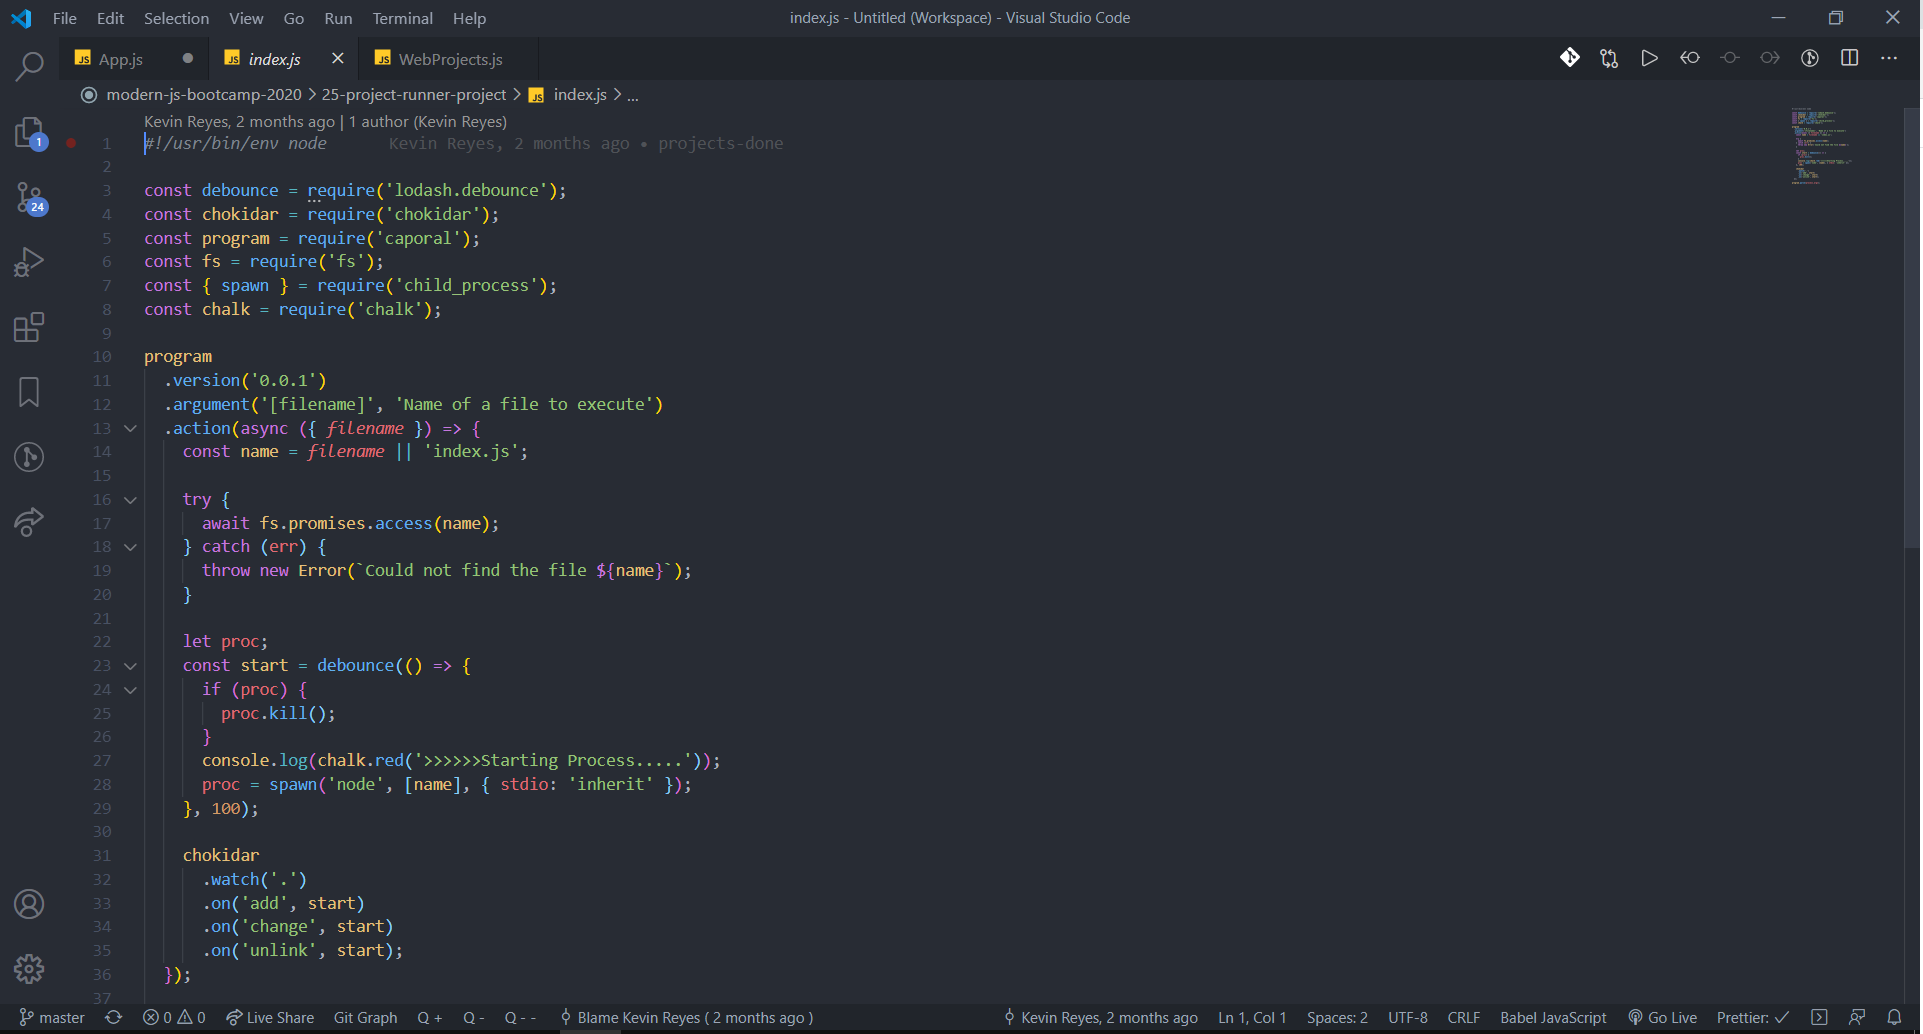 File Edit Selection View Go Run Terminal Help
index.js - Untitled (Workspace) - Visual Studio Code
JS App.js
JS index.js
JS WebProjects.js
modern-js-bootcamp-2020 > 25-project-runner-project > JS index.js > ...
Kevin Reyes, 2 months ago | 1 author (Kevin Reyes)
1 #!/usr/bin/env node Kevin Reyes, 2 months ago • projects-done
2
3 const debounce = require('lodash.debounce');
4 const chokidar = require('chokidar');
5 const program = require('caporal');
6 const fs = require('fs');
7 const { spawn } = require('child_process');
8 const chalk = require('chalk');
9
10 program
11 .version('0.0.1')
12 .argument('[filename]', 'Name of a file to execute')
13 .action(async ({ filename }) => {
14 const name = filename || 'index.js';
15
16 try {
17 await fs.promises.access(name);
18 } catch (err) {
19 throw new Error(`Could not find the file ${name}`);
20 }
21
22 let proc;
23 const start = debounce(() => {
24 if (proc) {
25 proc.kill();
26 }
27 console.log(chalk.red('>>>>>>Starting Process.....'));
28 proc = spawn('node', [name], { stdio: 'inherit' });
29 }, 100);
30
31 chokidar
32 .watch('.')
33 .on('add', start)
34 .on('change', start)
35 .on('unlink', start);
36 });
37
1
24
master 0 0 Live Share Git Graph Q + Q - Q - - Blame Kevin Reyes ( 2 months ago ) Kevin Reyes, 2 months ago Ln 1, Col 1 Spaces: 2 UTF-8 CRLF Babel JavaScript Go Live Prettier: ✓